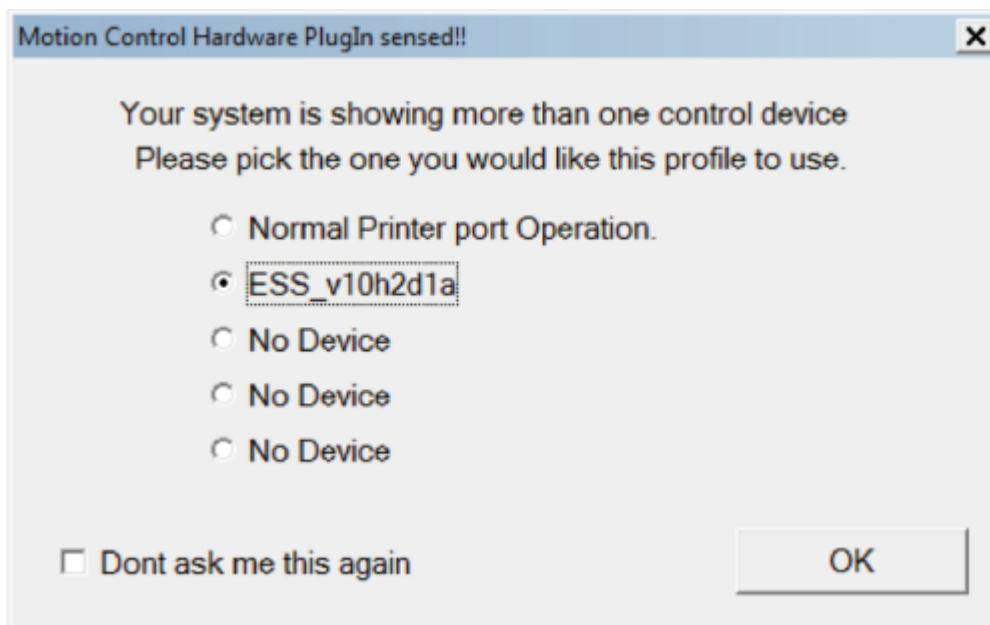 Motion Control Hardware PlugIn sensed!!
Your system is showing more than one control device
Please pick the one you would like this profile to use.
Normal Printer port Operation.
ESS_v10h2d1a
No Device
No Device
No Device
Dont ask me this again
OK